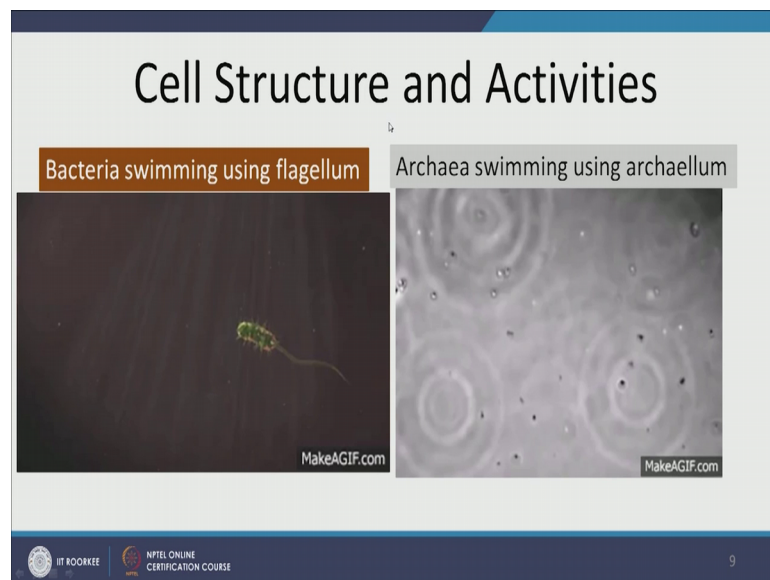 Cell Structure and Activities
Bacteria swimming using flagellum
Archaea swimming using archaellum
MakeAGIF.com
MakeAGIF.com
IIT ROORKEE
NPTEL
NPTEL ONLINE
CERTIFICATION COURSE
9